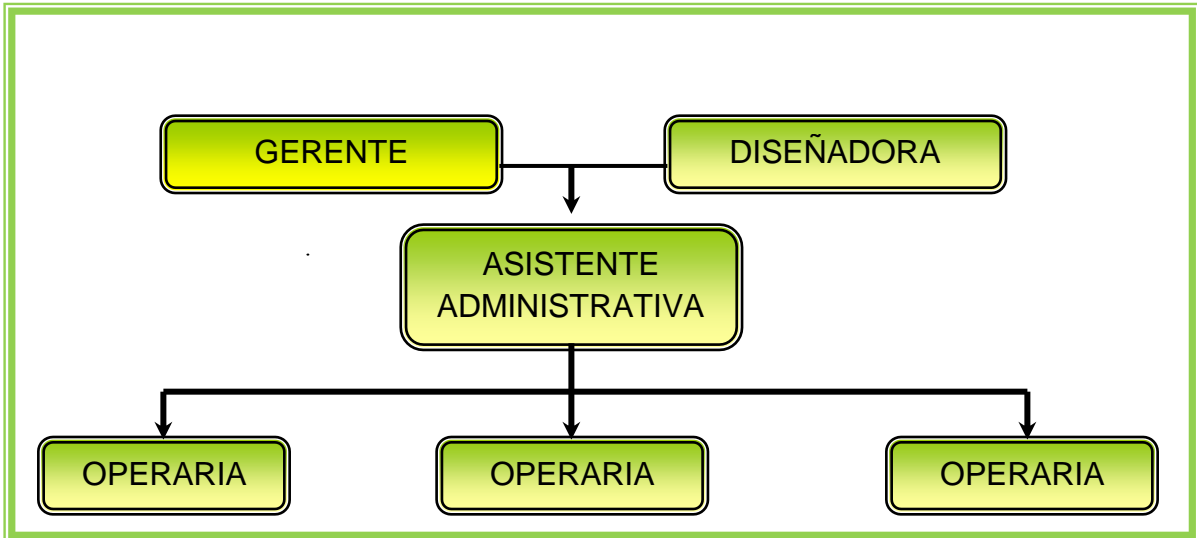 GERENTE
DISEÑADORA
ASISTENTE
ADMINISTRATIVA
OPERARIA
OPERARIA
OPERARIA